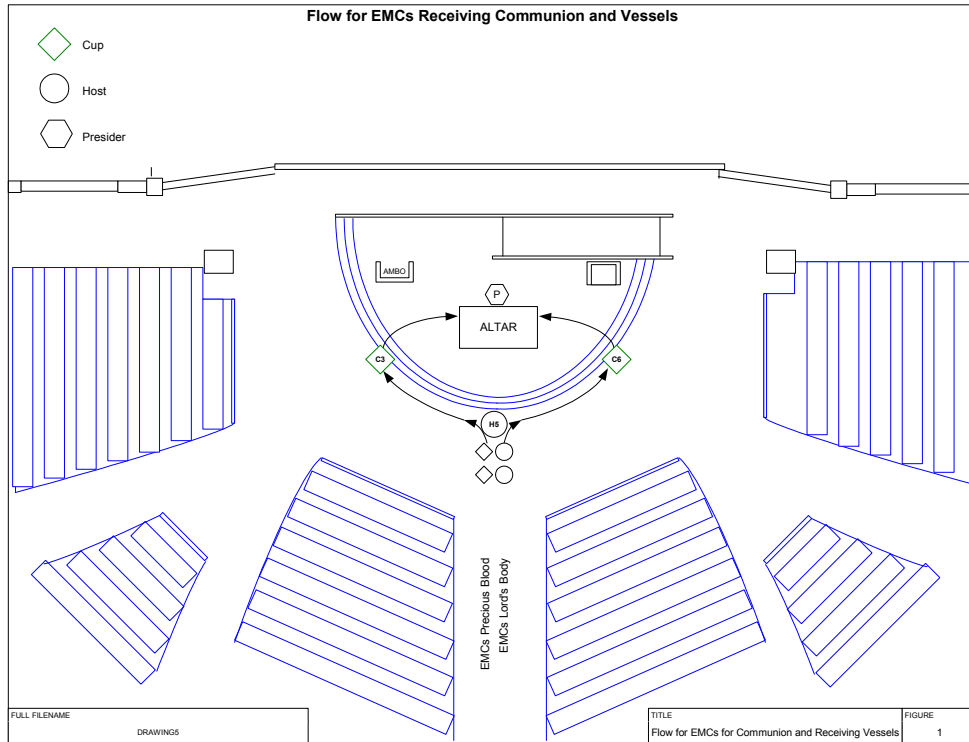 Flow for EMCs Receiving Communion and Vessels
Cup
Host
Presider
AMBO
P
ALTAR
C3
C6
H5
EMCs Precious Blood
EMCs Lord's Body
FULL FILENAME
DRAWING5
TITLE
Flow for EMCs for Communion and Receiving Vessels
FIGURE
1